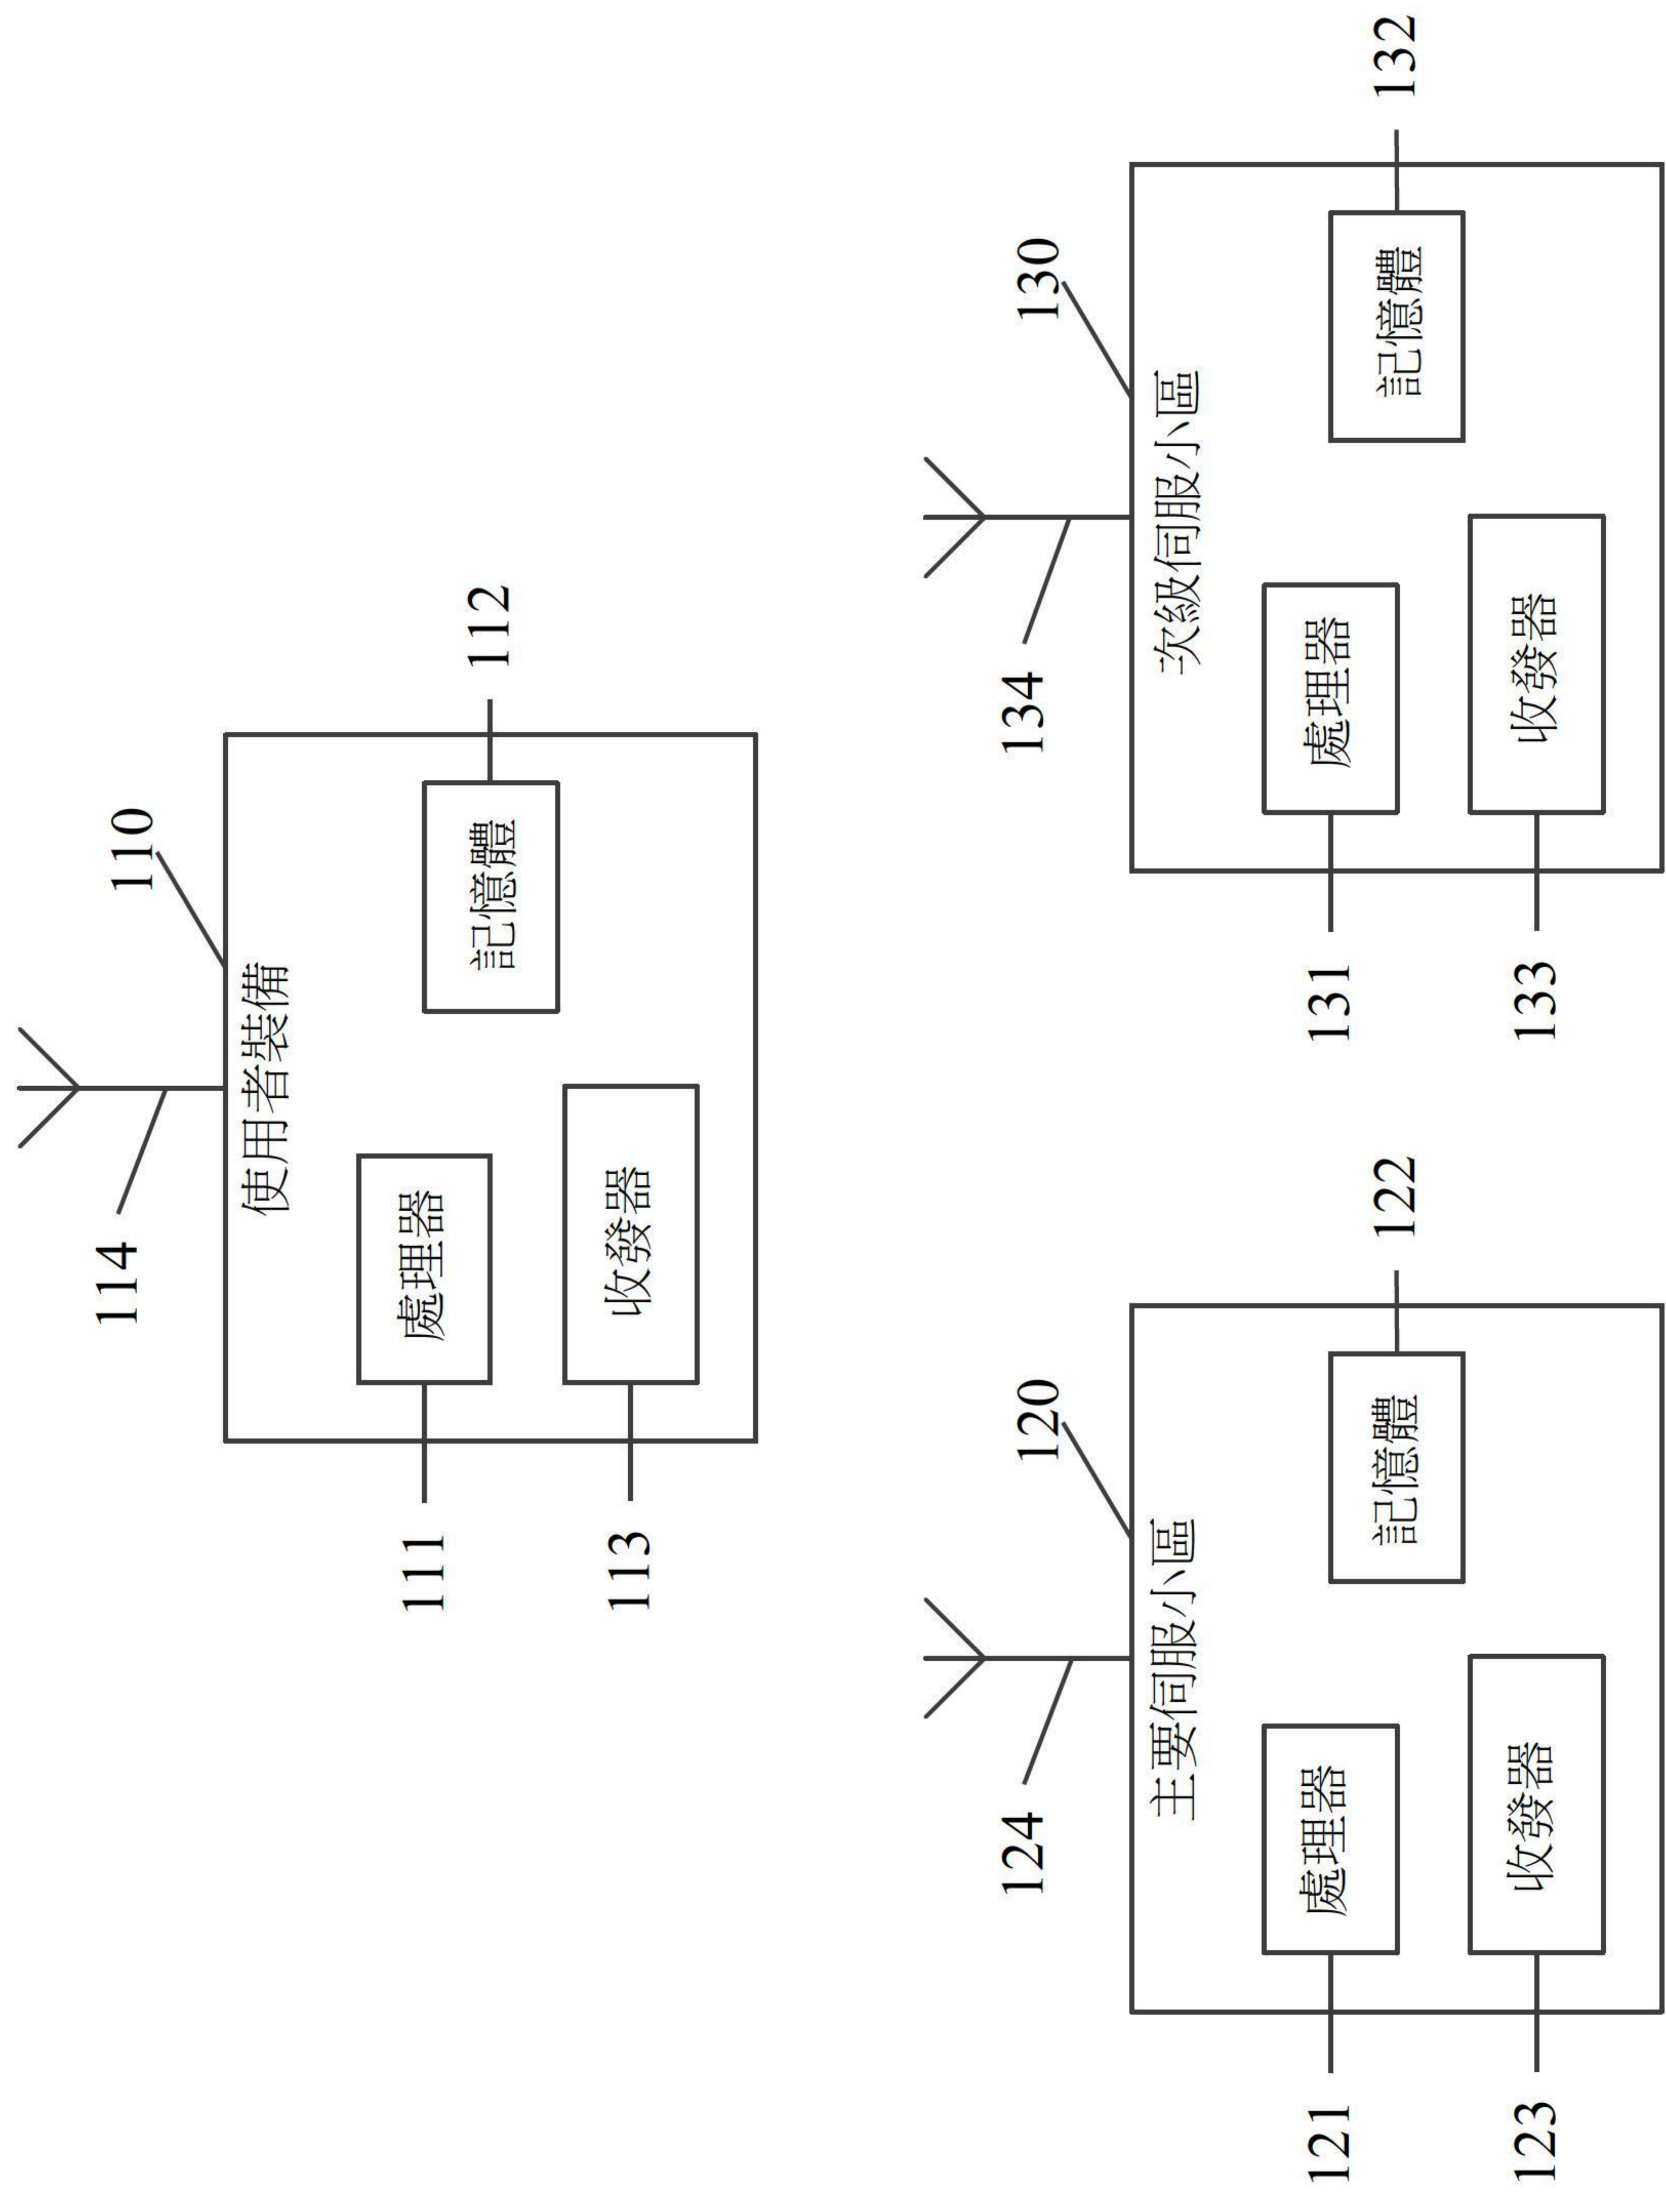 114
110
使用者裝備
111
處理器
記憶體
112
113
收發器
124
120
主要伺服小區
121
處理器
記憶體
122
123
收發器
134
130
次級伺服小區
131
處理器
記憶體
132
133
收發器